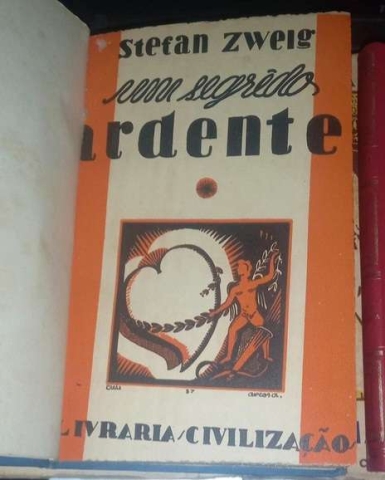 Stefan Zweig
um segrêdo
ardente
LIVRARIA CIVILIZAÇÃO